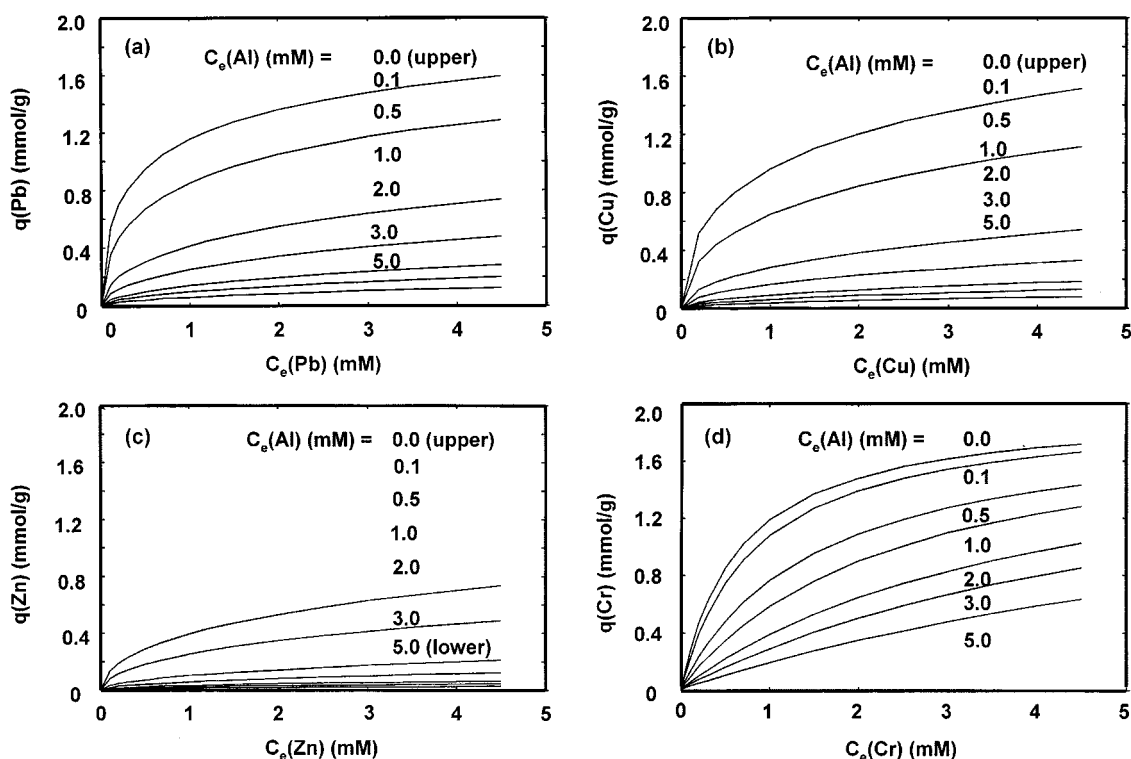 (a)
C_e(Al) (mM) = 0.0 (upper)
0.1
0.5
1.0
2.0
3.0
5.0
q(Pb) (mmol/g)
2.0
1.6
1.2
0.8
0.4
0
0 1 2 3 4 5
C_e(Pb) (mM)
(b)
C_e(Al) (mM) = 0.0 (upper)
0.1
0.5
1.0
2.0
3.0
5.0
q(Cu) (mmol/g)
2.0
1.6
1.2
0.8
0.4
0
0 1 2 3 4 5
C_e(Cu) (mM)
(c)
C_e(Al) (mM) = 0.0 (upper)
0.1
0.5
1.0
2.0
3.0
5.0 (lower)
q(Zn) (mmol/g)
2.0
1.6
1.2
0.8
0.4
0
0 1 2 3 4 5
C_e(Zn) (mM)
(d)
C_e(Al) (mM) = 0.0
0.1
0.5
1.0
2.0
3.0
5.0
q(Cr) (mmol/g)
2.0
1.6
1.2
0.8
0.4
0
0 1 2 3 4 5
C_e(Cr) (mM)